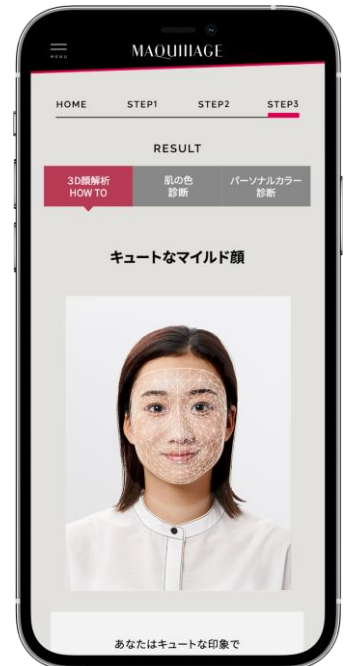 MENU
MAQUillAGE
HOME STEP1 STEP2 STEP3
RESULT
3D顔解析
HOW TO
肌の色
診断
パーソナルカラー
診断
キュートなマイルド顔
あなたはキュートな印象で